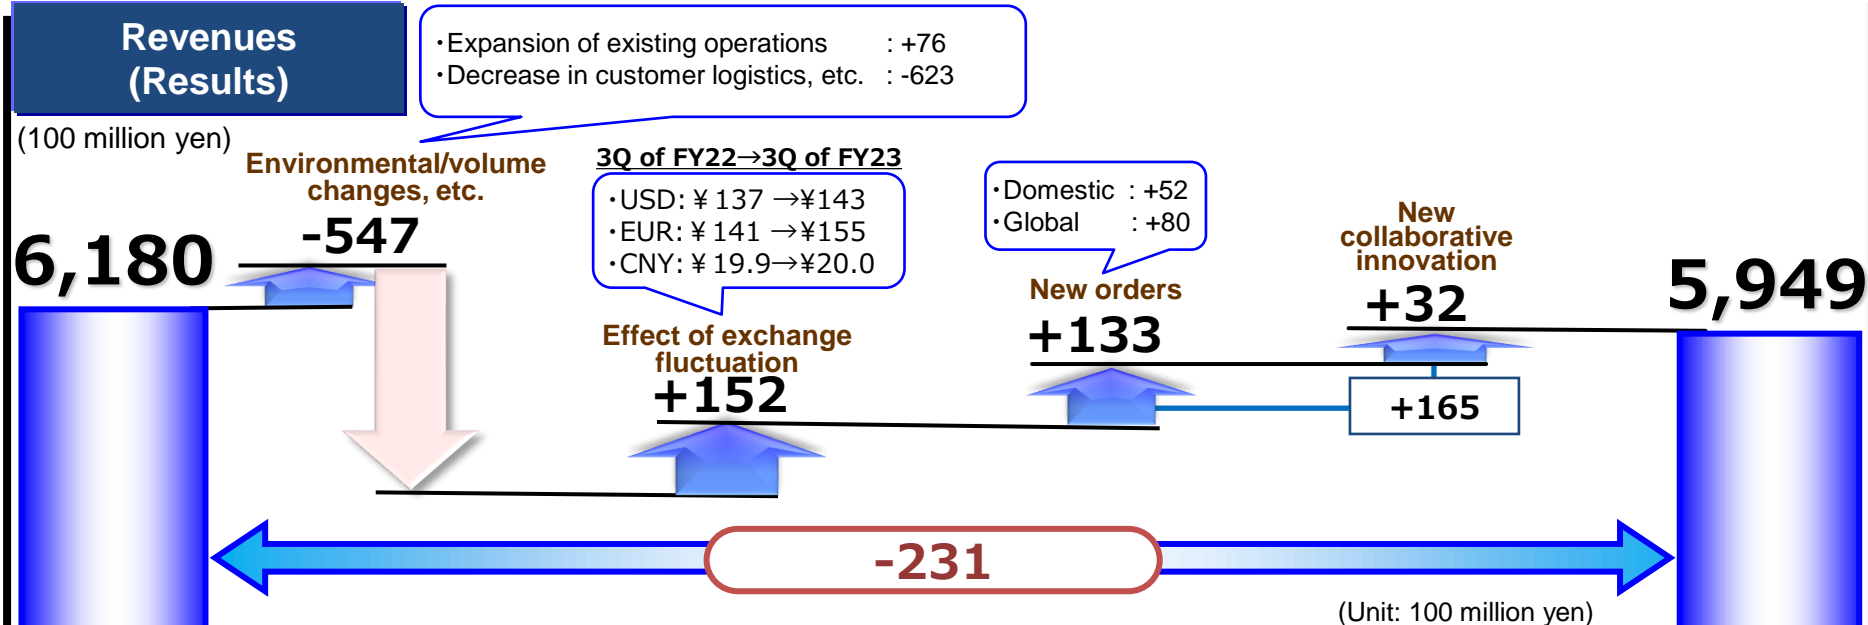 Revenues
(Results)
・Expansion of existing operations : +76
・Decrease in customer logistics, etc. : -623
(100 million yen)
Environmental/volume
changes, etc.
-547
3Q of FY22→3Q of FY23
・USD: ¥ 137 →¥143
・EUR: ¥ 141 →¥155
・CNY: ¥ 19.9→¥20.0
・Domestic : +52
・Global : +80
New
collaborative
innovation
+32
6,180
5,949
New orders
+133
Effect of exchange
fluctuation
+152
+165
-231
(Unit: 100 million yen)